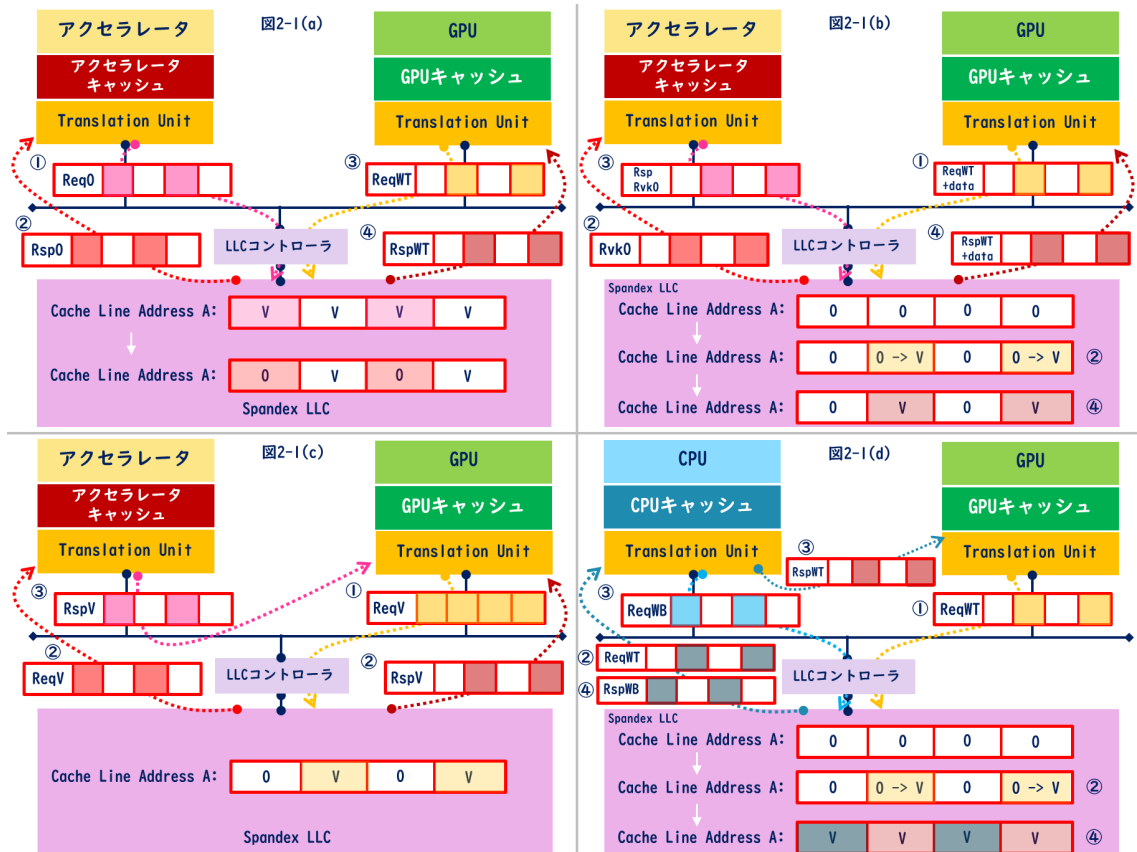 図2-1(a)
アクセラレータ
アクセラレータ
キャッシュ
Translation Unit
GPU
GPUキャッシュ
Translation Unit
①
ReqO
③
ReqWT
②
RspO
LLCコントローラ
④
RspWT
Cache Line Address A:
V
V
V
V
Cache Line Address A:
O
V
O
V
Spandex LLC
図2-1(b)
アクセラレータ
アクセラレータ
キャッシュ
Translation Unit
GPU
GPUキャッシュ
Translation Unit
③
Rsp
RvkO
①
ReqWT
+data
②
RvkO
LLCコントローラ
④
RspWT
+data
Spandex LLC
Cache Line Address A:
O
O
O
O
Cache Line Address A:
O
O -> V
O
O -> V
②
Cache Line Address A:
O
V
O
V
④
図2-1(c)
アクセラレータ
アクセラレータ
キャッシュ
Translation Unit
GPU
GPUキャッシュ
Translation Unit
③
RspV
①
ReqV
②
ReqV
LLCコントローラ
②
RspV
Cache Line Address A:
O
V
O
V
Spandex LLC
図2-1(d)
CPU
CPUキャッシュ
Translation Unit
GPU
GPUキャッシュ
Translation Unit
③
RspWT
③
ReqWB
①
ReqWT
②
ReqWT
④
RspWB
LLCコントローラ
Spandex LLC
Cache Line Address A:
O
O
O
O
Cache Line Address A:
O
O -> V
O
O -> V
②
Cache Line Address A:
V
V
V
V
④